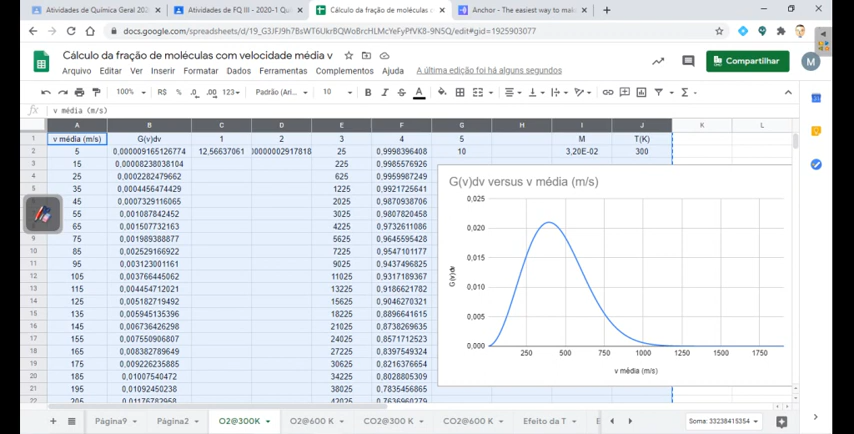 Atividades de Química Geral 202
Atividades de FQ III - 2020-1 Qu
Cálculo da fração de moléculas c
Anchor - The easiest way to ma
docs.google.com/spreadsheets/d/19_G3JFJ9h7BsWT6UkrBQWoBrcHLMcYeFyPfVK8-9N5Q/edit#gid=1925903077
Cálculo da fração de moléculas com velocidade média v
Arquivo Editar Ver Inserir Formatar Dados Ferramentas Complementos Ajuda A última edição foi há alguns segundos
Compartilhar
M
100% R$ % .0 .00 123 Padrão (Ari... 10 B I S A
fx v média (m/s)
A B C D E F G H I J K L
1 v média (m/s) G(v)dv 1 2 3 4 5 M T(K)
2 5 0,000009165126774 12,56637061 00000002917818 25 0,9998396408 10 3,20E-02 300
3 15 0,00008238038104 225 0,9985576926
4 25 0,0002282479662 625 0,9959987249
5 35 0,0004456474429 1225 0,9921725641
45 0,0007329116065 2025 0,9870938706
55 0,001087842452 3025 0,9807820458
65 0,001507732163 4225 0,9732611086
9 75 0,001989388877 5625 0,9646595428
10 85 0,002529166922 7225 0,9547101177
11 95 0,003123001161 9025 0,9437496825
12 105 0,003766445062 11025 0,9317189367
13 115 0,004454712021 13225 0,9186621782
14 125 0,005182719492 15625 0,9046270321
15 135 0,005945135396 18225 0,8896641615
16 145 0,006736426298 21025 0,8738269635
17 155 0,007550906807 24025 0,8571712523
18 165 0,008382789649 27225 0,8397549324
19 175 0,009226235885 30625 0,8216376654
20 185 0,01007540472 34225 0,8028809309
21 195 0,01092450238 38025 0,7835456865
22 205 0,01176782958 42025 0,7636960279
G(v)dv versus v média (m/s)
0,025
0,020
0,015
0,010
0,005
0,000
G(v)dv
250 500 750 1000 1250 1500 1750
v média (m/s)
Página9 Página2 O2@300K O2@600 K CO2@300 K CO2@600 K Efeito da T
Soma: 33238415354